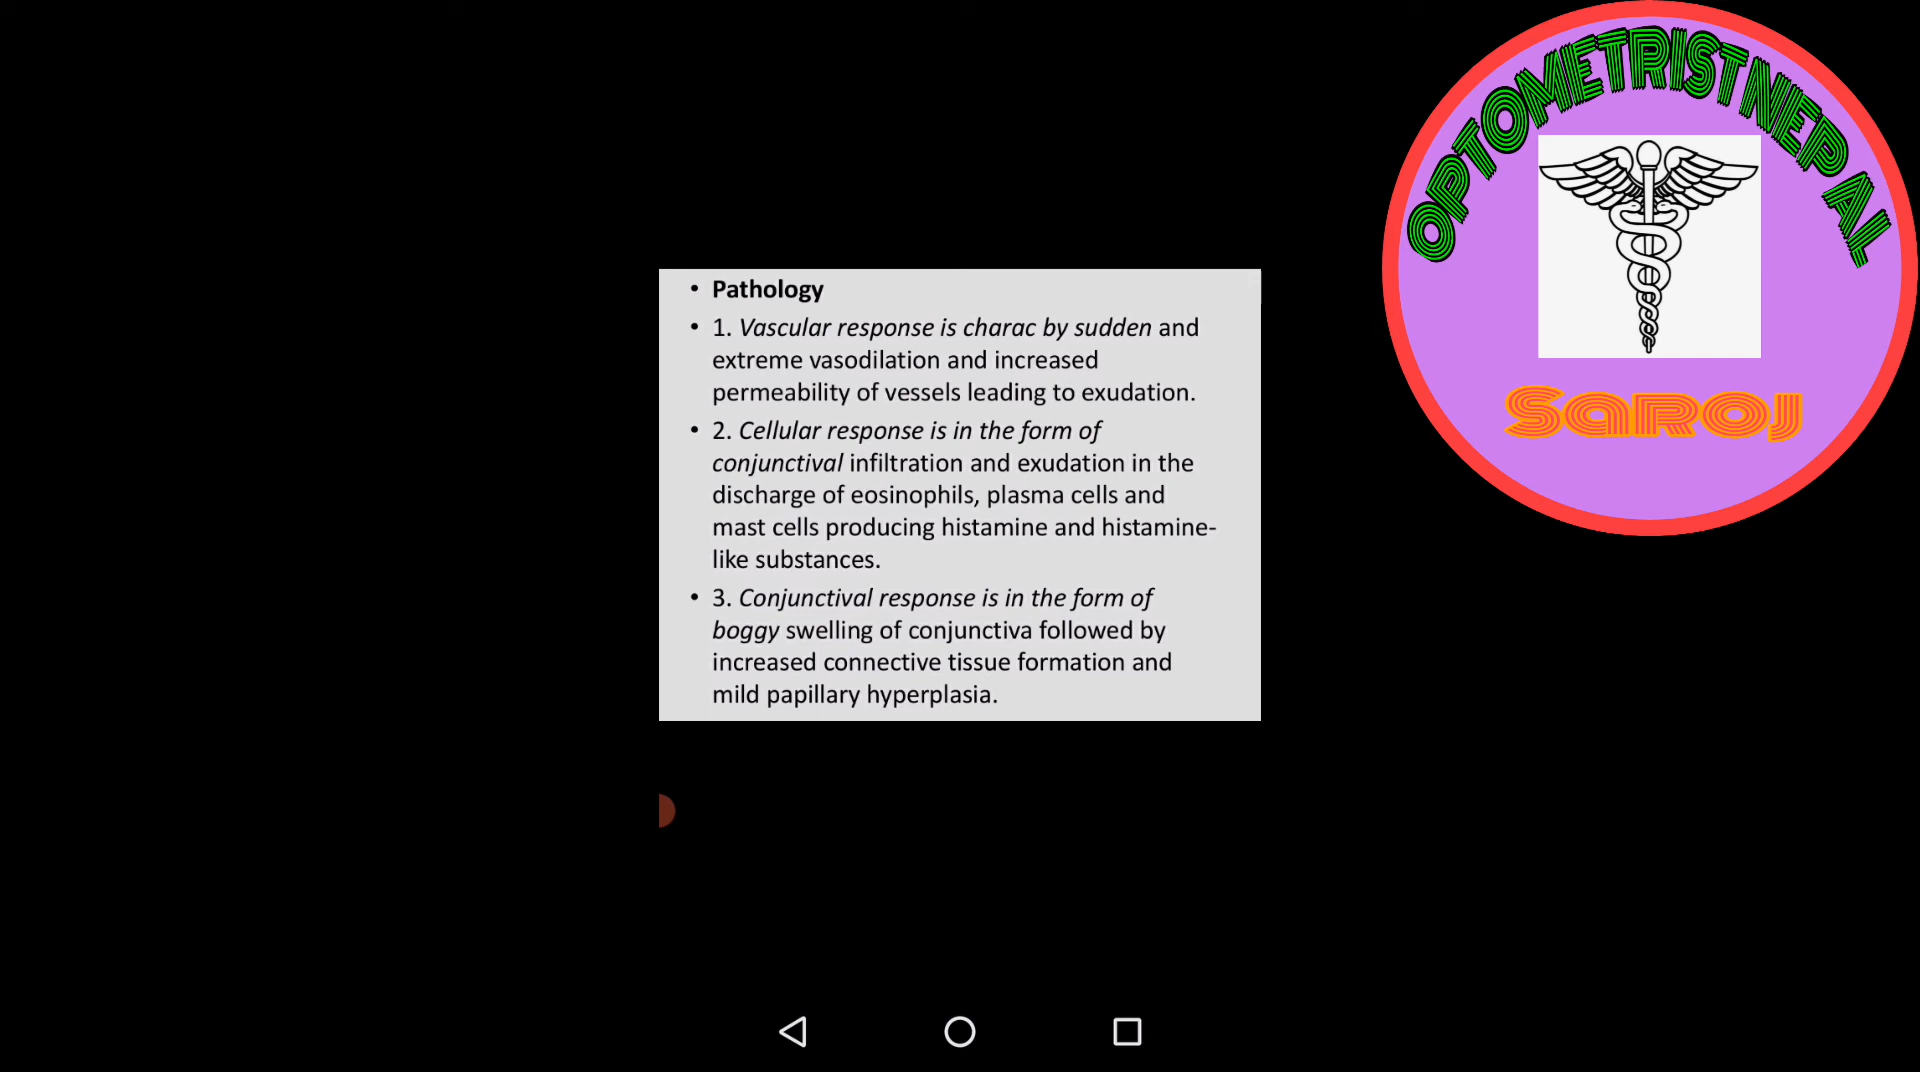 OPTOMETRISTNEPAL
Saroj
• Pathology
• 1. Vascular response is charac by sudden and
extreme vasodilation and increased
permeability of vessels leading to exudation.
• 2. Cellular response is in the form of
conjunctival infiltration and exudation in the
discharge of eosinophils, plasma cells and
mast cells producing histamine and histamine-
like substances.
• 3. Conjunctival response is in the form of
boggy swelling of conjunctiva followed by
increased connective tissue formation and
mild papillary hyperplasia.